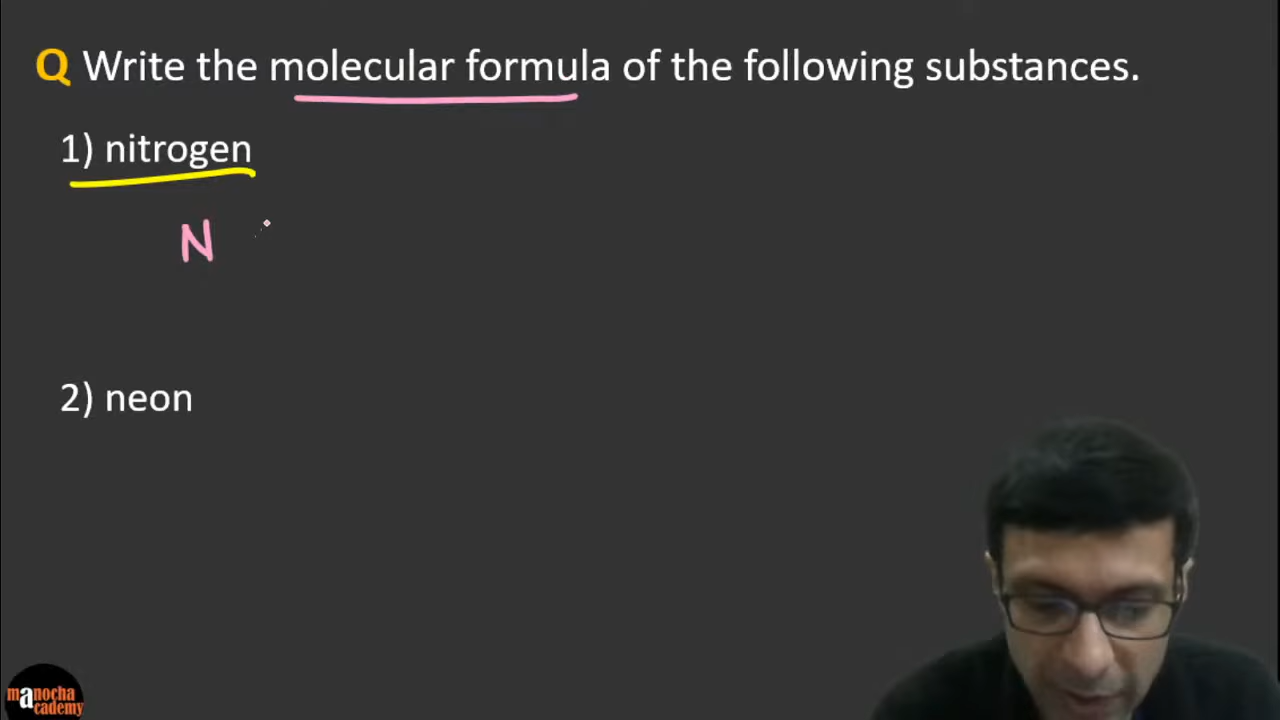 Q Write the molecular formula of the following substances.
1) nitrogen
N
2) neon
manocha
academy